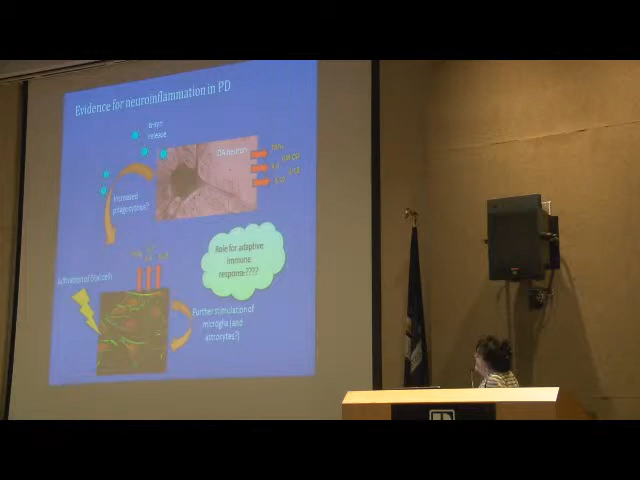 Evidence for neuroinflammation in PD
α-syn
release
DA neuron
Increased
phagocytosis?
Activation of Glial cells
Role for adaptive
immune
response????
Further stimulation of
microglia (and
astrocytes?)